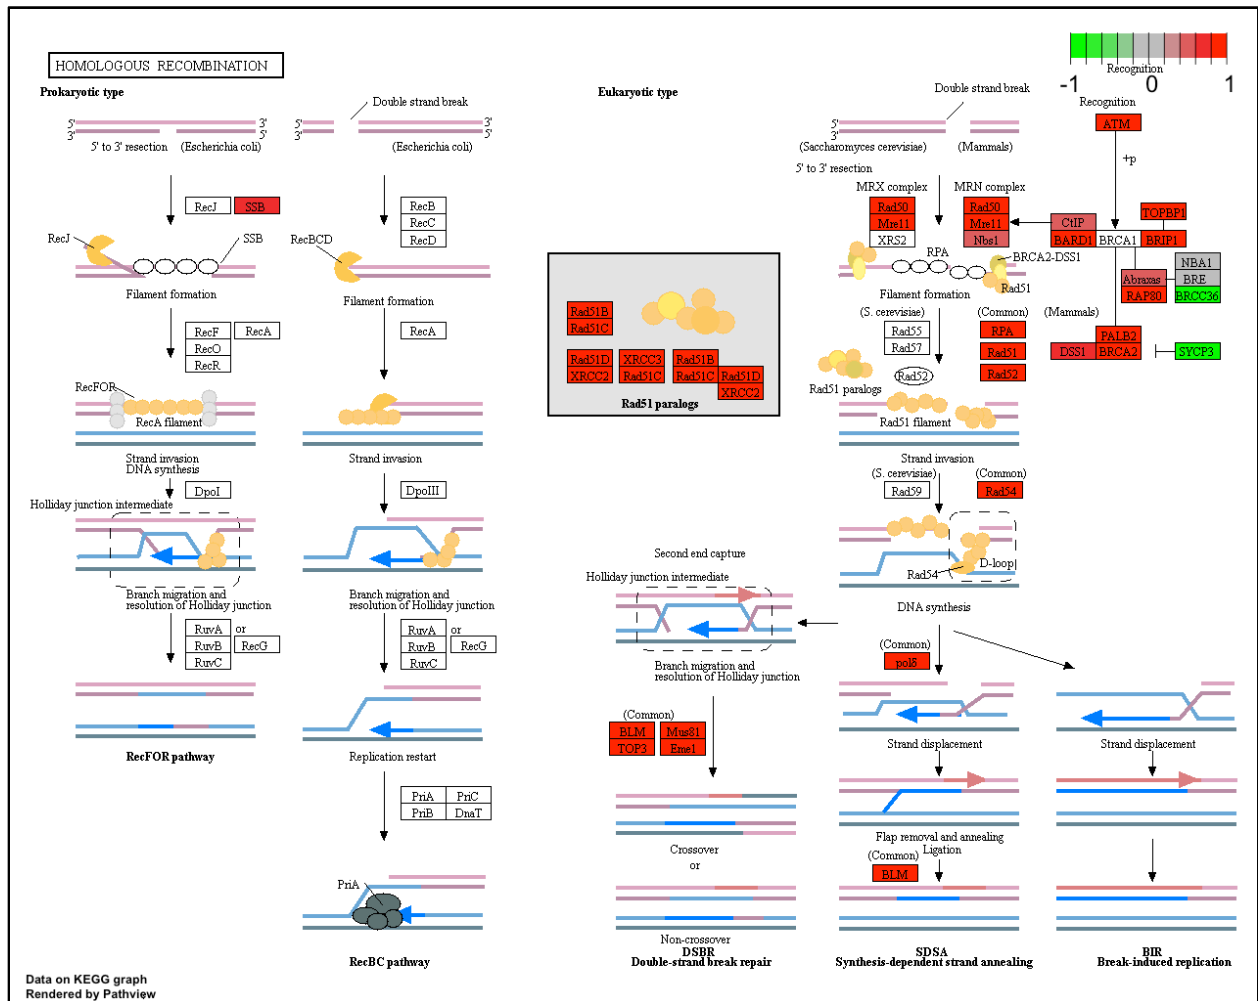 HOMOLOGOUS RECOMBINATION
Prokaryotic type
Double strand break
5'
3'
3'
5'
5' to 3' resection
(Escherichia coli)
5'
3'
3'
5'
(Escherichia coli)
RecJ
SSB
RecB
RecC
RecD
RecJ
SSB
RecBCD
Filament formation
Filament formation
RecF
RecA
RecO
RecR
RecA
RecFOR
RecA filament
Strand invasion
DNA synthesis
Strand invasion
DpoI
DpoIII
Holliday junction intermediate
Branch migration and
resolution of Holliday junction
Branch migration and
resolution of Holliday junction
RuvA
or
RuvB
RecG
RuvC
RuvA
or
RuvB
RecG
RuvC
RecFOR pathway
Replication restart
PriA
PriC
PriB
DnaT
PriA
RecBC pathway
Eukaryotic type
Double strand break
5'
3'
3'
5'
(Saccharomyces cerevisiae)
(Mammals)
5' to 3' resection
Recognition
-1
0
1
Recognition
ATM
+p
MRX complex
MRN complex
Rad50
Mre11
XRS2
Rad50
Mre11
Nbs1
CtIP
BARD1
BRCA1
BRIP1
TOPBP1
RPA
BRCA2-DSS1
Rad51
Abraxas
RAP80
NBA1
BRE
BRCC36
Filament formation
(S. cerevisiae)
(Common)
(Mammals)
Rad55
Rad57
RPA
Rad51
Rad52
PALB2
DSS1
BRCA2
SYCP3
Rad52
Rad51 paralogs
Rad51 filament
Rad51B
Rad51C
Rad51D
XRCC2
XRCC3
Rad51C
Rad51B
Rad51C
Rad51D
XRCC2
Rad51 paralogs
Strand invasion
(S. cerevisiae)
(Common)
Rad59
Rad54
Rad54
D-loop
DNA synthesis
Second end capture
Holliday junction intermediate
Branch migration and
resolution of Holliday junction
(Common)
BLM
Mus81
TOP3
Eme1
Crossover
or
Non-crossover
DSBR
Double-strand break repair
(Common)
polδ
Strand displacement
Flap removal and annealing
Ligation
(Common)
BLM
SDSA
Synthesis-dependent strand annealing
Strand displacement
BIR
Break-induced replication
Data on KEGG graph
Rendered by Pathview